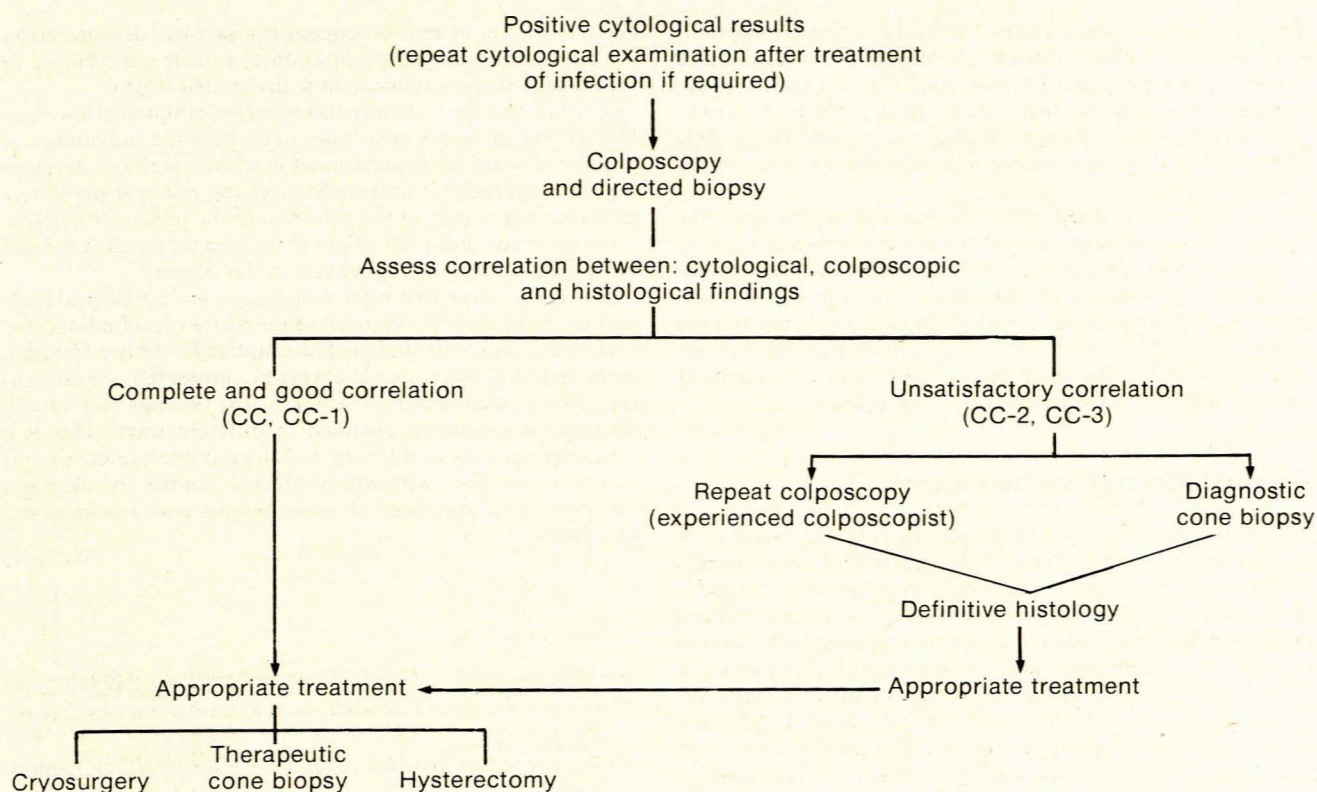 Positive cytological results
(repeat cytological examination after treatment
of infection if required)
Colposcopy
and directed biopsy
Assess correlation between: cytological, colposcopic
and histological findings
Complete and good correlation
(CC, CC-1)
Unsatisfactory correlation
(CC-2, CC-3)
Repeat colposcopy
(experienced colposcopist)
Diagnostic
cone biopsy
Definitive histology
Appropriate treatment
Appropriate treatment
Cryosurgery
Therapeutic
cone biopsy
Hysterectomy